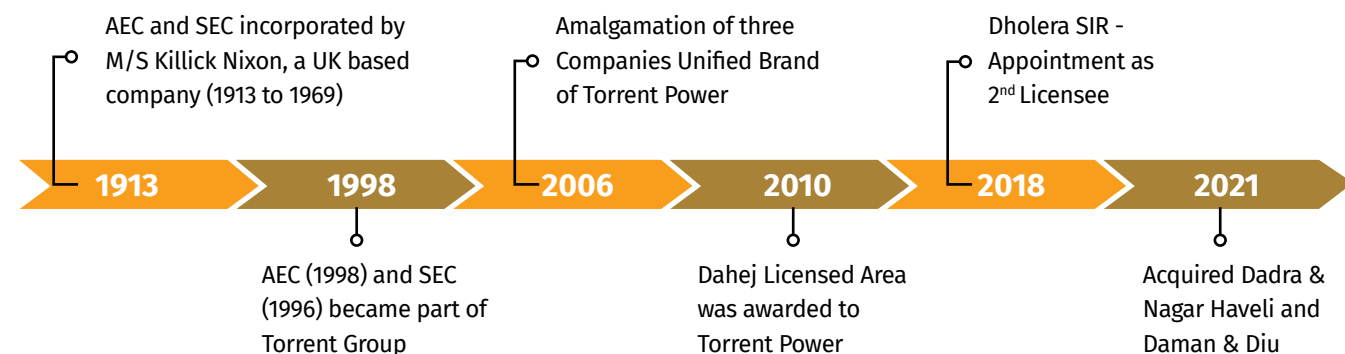 AEC and SEC incorporated by
M/S Killick Nixon, a UK based
company (1913 to 1969)
Amalgamation of three
Companies Unified Brand
of Torrent Power
Dholera SIR -
Appointment as
2nd Licensee
1913
1998
2006
2010
2018
2021
AEC (1998) and SEC
(1996) became part of
Torrent Group
Dahej Licensed Area
was awarded to
Torrent Power
Acquired Dadra &
Nagar Haveli and
Daman & Diu